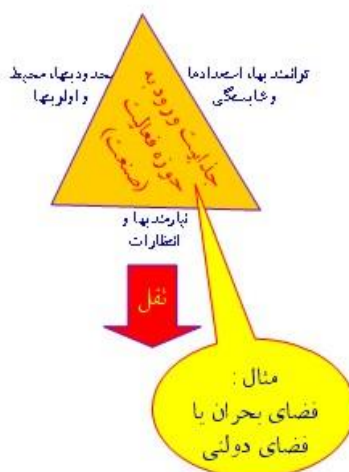 توانمندیها، استعدادها
و شایستگی
محدودیتها، محیط
و اولویتها
جذابیت ورود به
حوزه فعالیت
(صنعت)
نیازمندیها و
انتظارات
ثقل
مثال :
فضای بحران یا
فضای دولتی